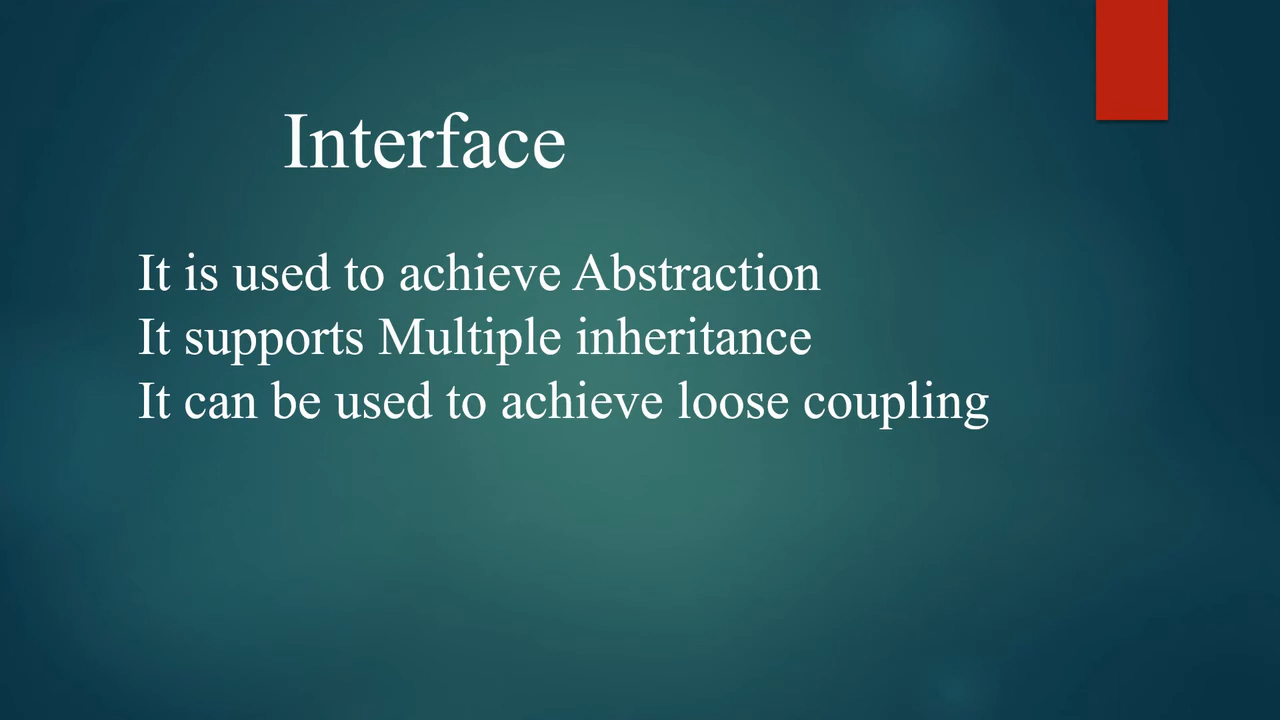 Interface
It is used to achieve Abstraction
It supports Multiple inheritance
It can be used to achieve loose coupling